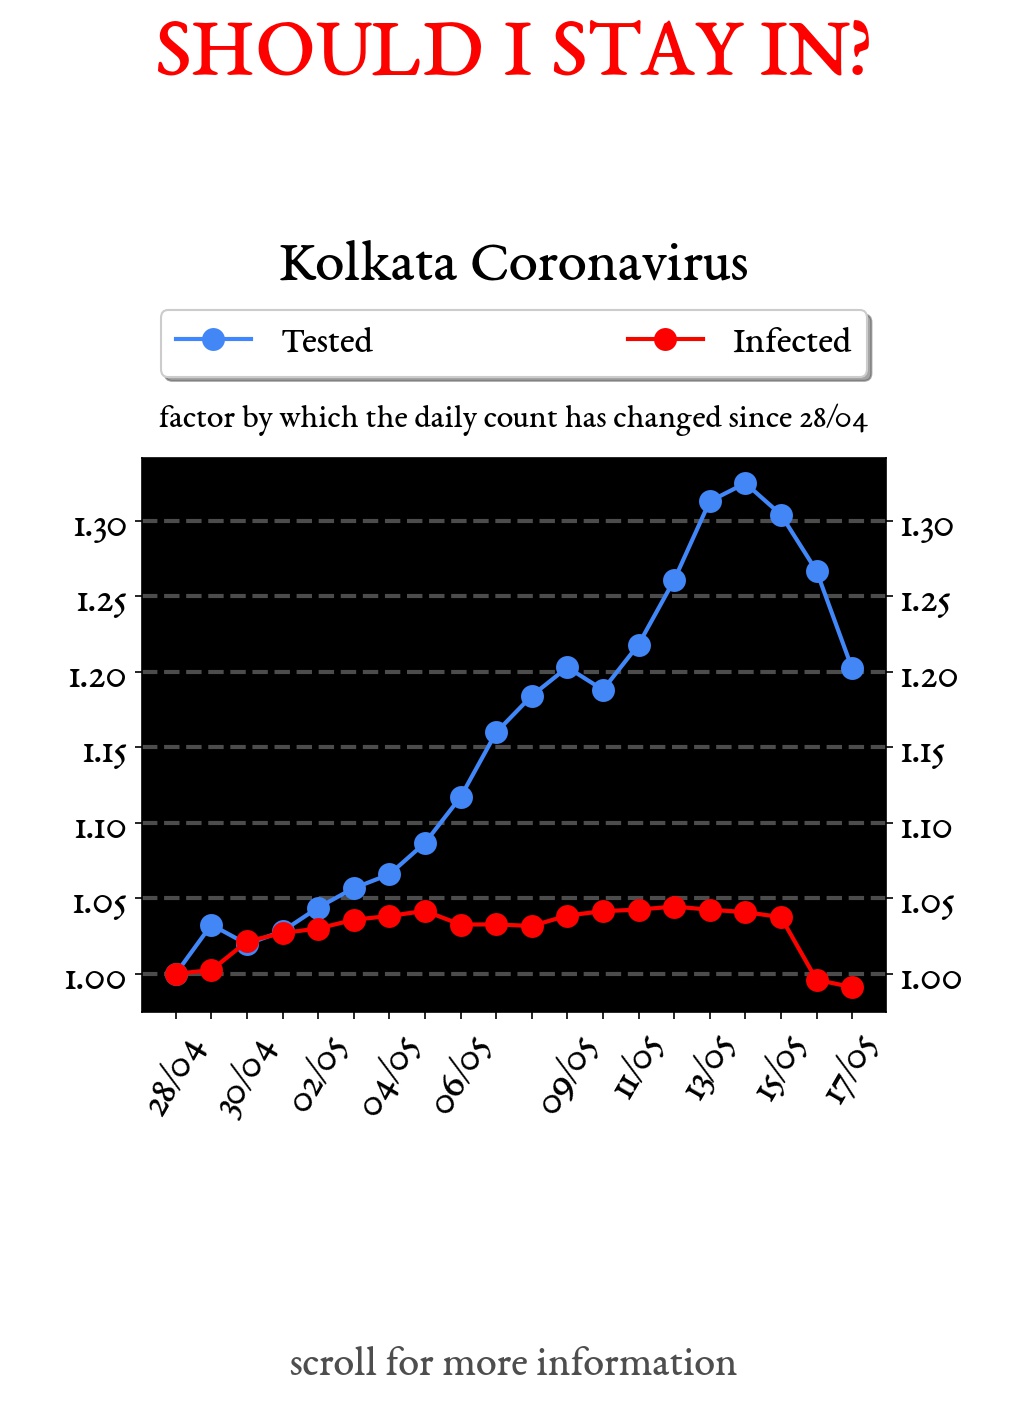 SHOULD I STAY IN?
Kolkata Coronavirus
Tested Infected
factor by which the daily count has changed since 28/04
1.30 1.30
1.25 1.25
1.20 1.20
1.15 1.15
1.10 1.10
1.05 1.05
1.00 1.00
28/04 30/04 02/05 04/05 06/05 09/05 11/05 13/05 15/05 17/05
scroll for more information